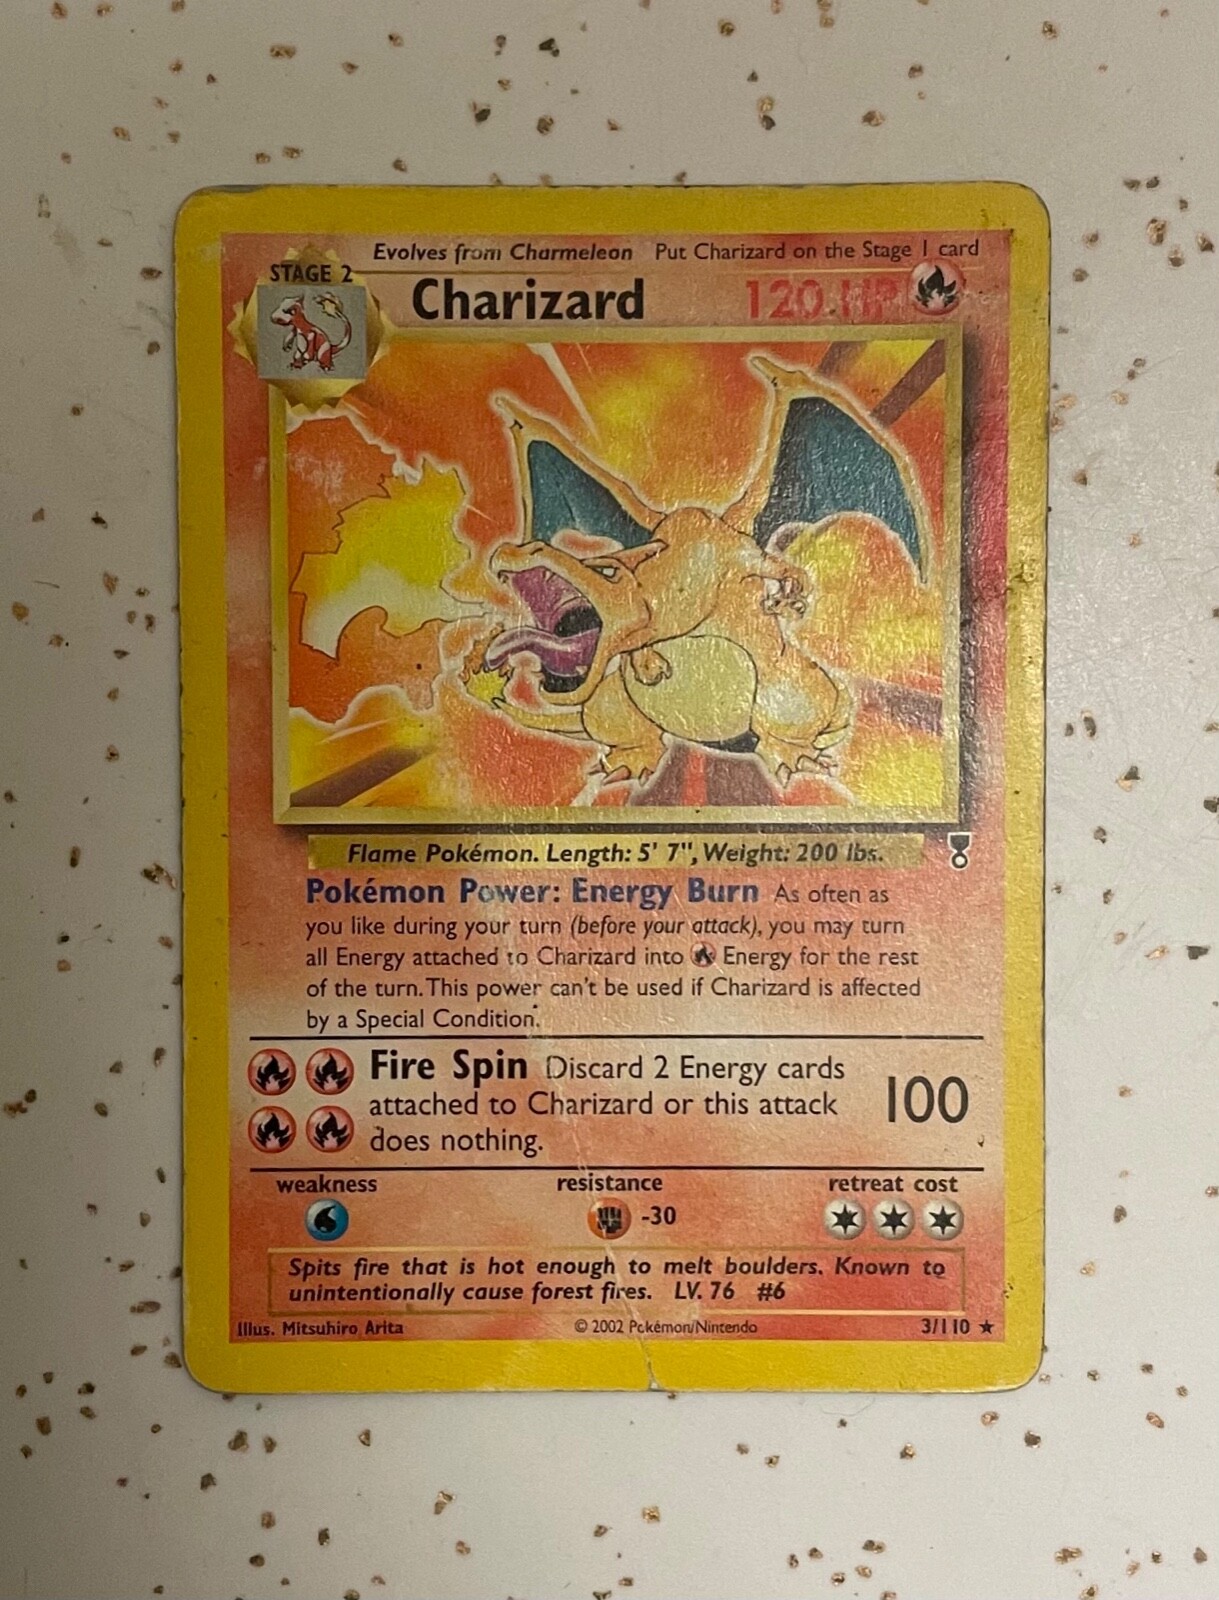 Evolves from Charmeleon Put Charizard on the Stage 1 card
STAGE 2
Charizard 120 HP
Flame Pokémon. Length: 5' 7", Weight: 200 lbs.
Pokémon Power: Energy Burn As often as
you like during your turn (before your attack), you may turn
all Energy attached to Charizard into Energy for the rest
of the turn. This power can't be used if Charizard is affected
by a Special Condition.
Fire Spin Discard 2 Energy cards
attached to Charizard or this attack 100
does nothing.
weakness resistance retreat cost
-30
Spits fire that is hot enough to melt boulders. Known to
unintentionally cause forest fires. LV. 76 #6
Illus. Mitsuhiro Arita © 2002 Pokémon/Nintendo 3/110 ★